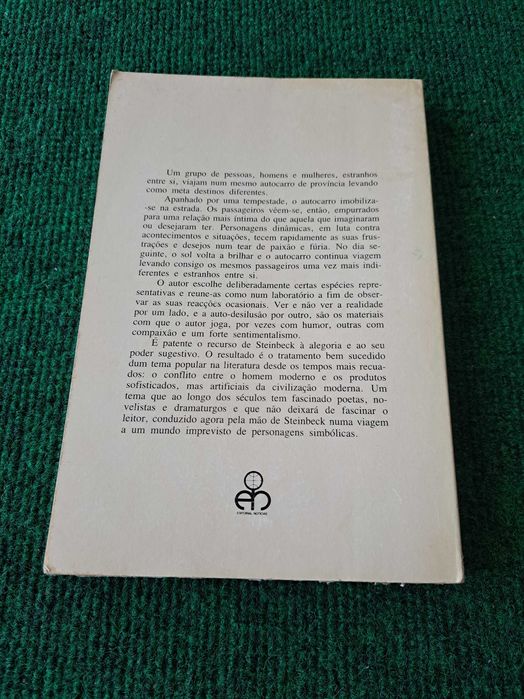 Um grupo de pessoas, homens e mulheres, estranhos
entre si, viajam num mesmo autocarro de província levando
como meta destinos diferentes.
Apanhado por uma tempestade, o autocarro imobiliza-
-se na estrada. Os passageiros vêem-se, então, empurrados
para uma relação mais íntima do que aquela que imaginaram
ou desejaram ter. Personagens dinâmicas, em luta contra
acontecimentos e situações, tecem rapidamente as suas frus-
trações e desejos num tear de paixão e fúria. No dia se-
guinte, o sol volta a brilhar e o autocarro continua viagem
levando consigo os mesmos passageiros uma vez mais indi-
ferentes e estranhos entre si.
O autor escolhe deliberadamente certas espécies repre-
sentativas e reune-as como num laboratório a fim de obser-
var as suas reacções ocasionais. Ver e não ver a realidade
por um lado, e a auto-desilusão por outro, são os materiais
com que o autor joga, por vezes com humor, outras com
compaixão e um forte sentimentalismo.
É patente o recurso de Steinbeck à alegoria e ao seu
poder sugestivo. O resultado é o tratamento bem sucedido
dum tema popular na literatura desde os tempos mais recua-
dos: o conflito entre o homem moderno e os produtos
sofisticados, mas artificiais da civilização moderna. Um
tema que ao longo dos séculos tem fascinado poetas, no-
velistas e dramaturgos e que não deixará de fascinar o
leitor, conduzido agora pela mão de Steinbeck numa viagem
a um mundo imprevisto de personagens simbólicas.
EDITORIAL NOTÍCIAS